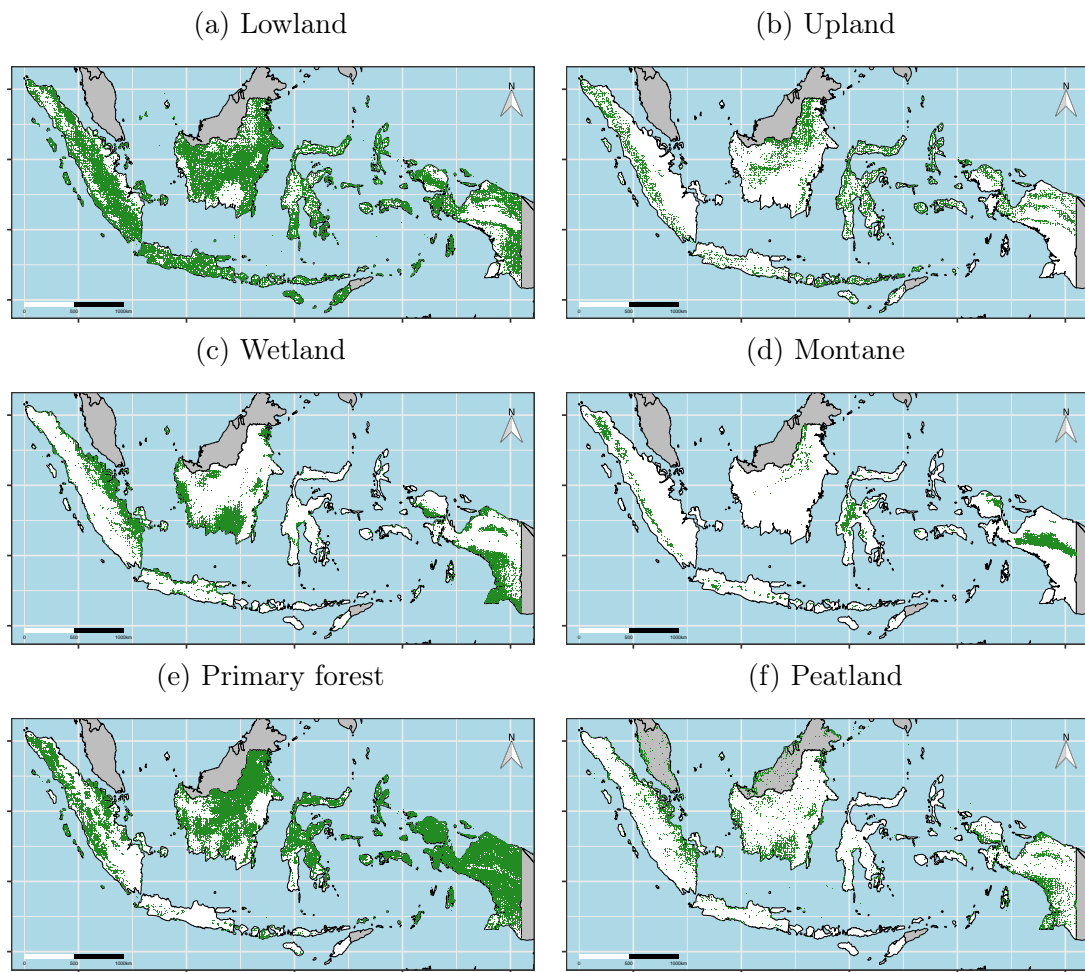 (a) Lowland
(b) Upland
N
N
0 500 1000km
0 500 1000km
(c) Wetland
(d) Montane
N
N
0 500 1000km
0 500 1000km
(e) Primary forest
(f) Peatland
N
N
0 500 1000km
0 500 1000km